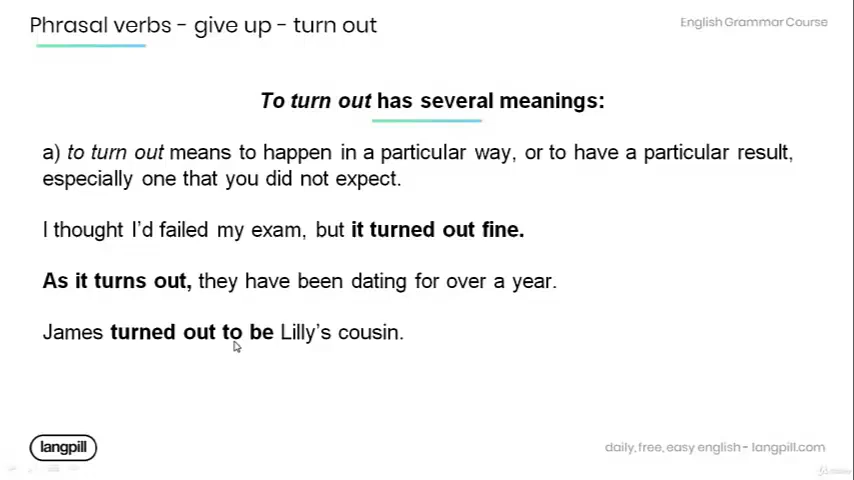 Phrasal verbs - give up - turn out
English Grammar Course
To turn out has several meanings:
a) to turn out means to happen in a particular way, or to have a particular result,
especially one that you did not expect.
I thought I'd failed my exam, but it turned out fine.
As it turns out, they have been dating for over a year.
James turned out to be Lilly's cousin.
langpill
daily, free, easy english - langpill.com